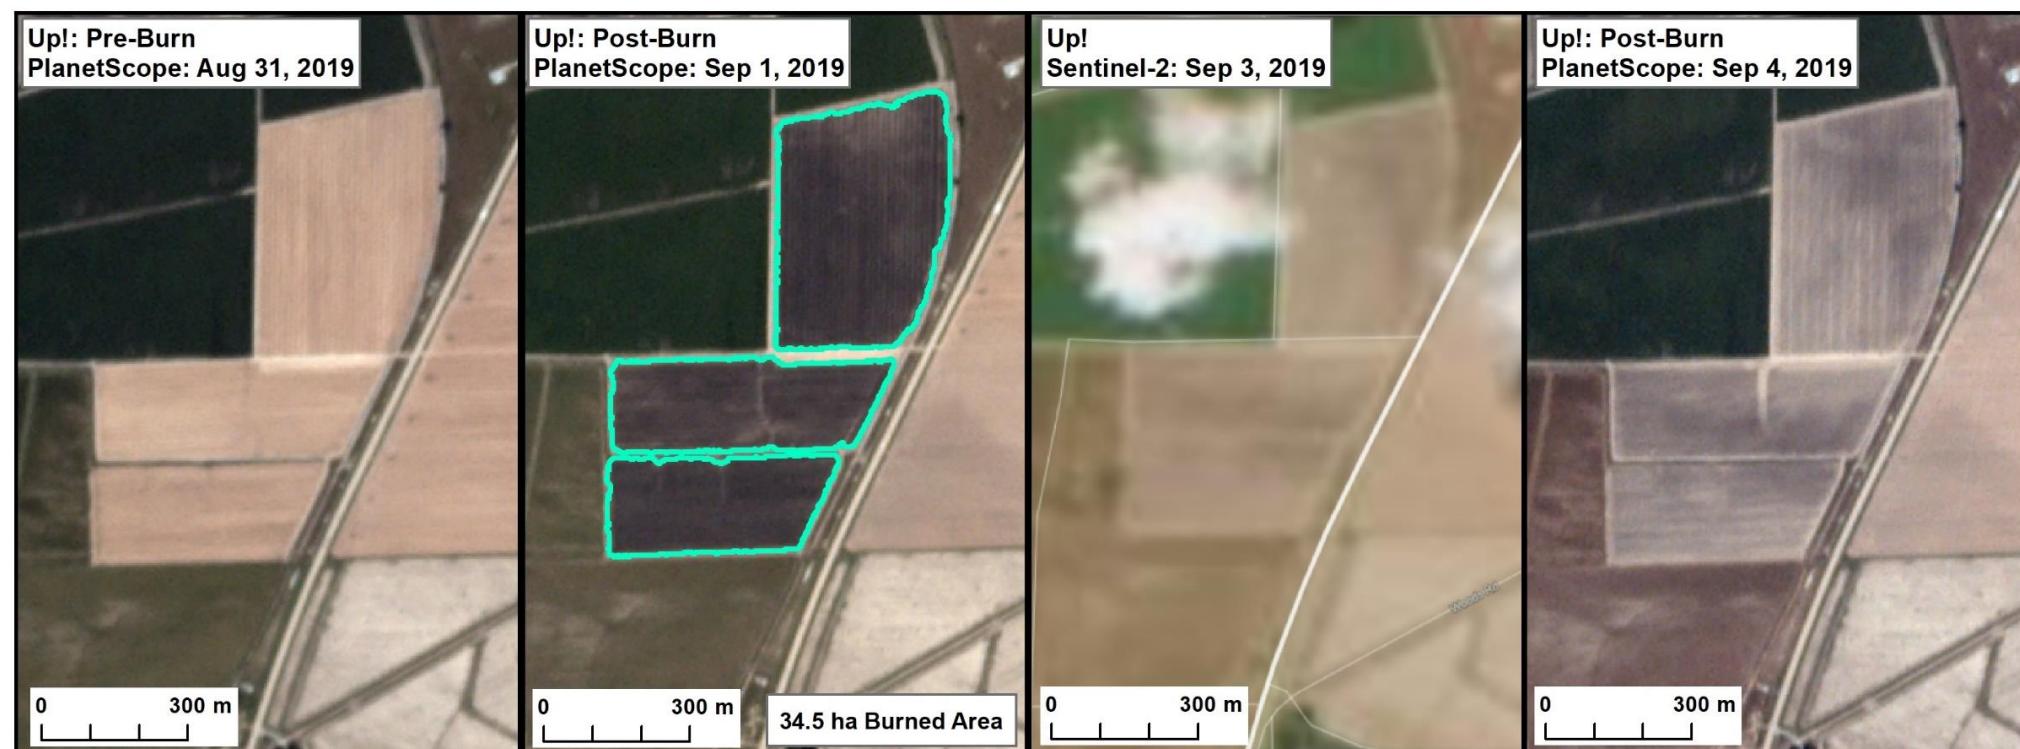 Up!: Pre-Burn
PlanetScope: Aug 31, 2019
0 300 m
Up!: Post-Burn
PlanetScope: Sep 1, 2019
0 300 m
34.5 ha Burned Area
Up!
Sentinel-2: Sep 3, 2019
Woods Rd
0 300 m
Up!: Post-Burn
PlanetScope: Sep 4, 2019
0 300 m